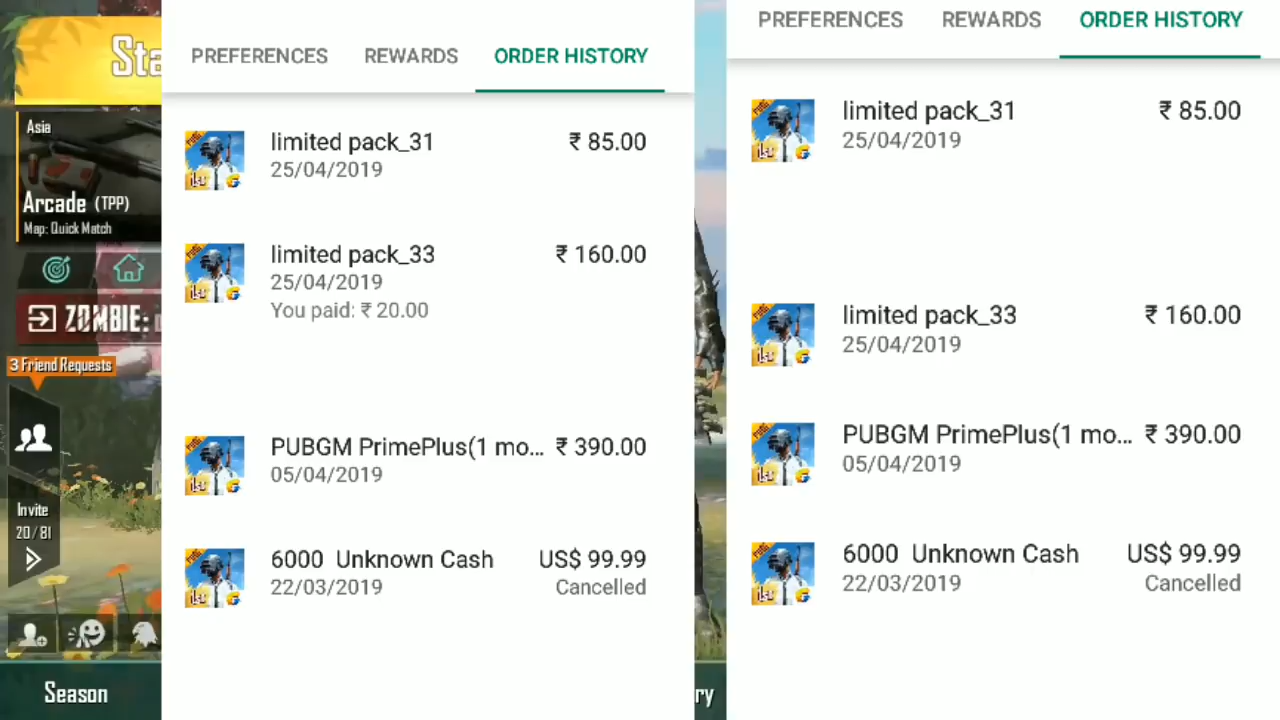 Sta
Asia
Arcade (TPP)
Map: Quick Match
ZOMBIE:
3 Friend Requests
Invite
20/81
Season
PREFERENCES REWARDS ORDER HISTORY
limited pack_31 ₹ 85.00
25/04/2019
limited pack_33 ₹ 160.00
25/04/2019
You paid: ₹ 20.00
PUBGM PrimePlus(1 mo... ₹ 390.00
05/04/2019
6000 Unknown Cash US$ 99.99
22/03/2019 Cancelled
ry
PREFERENCES REWARDS ORDER HISTORY
limited pack_31 ₹ 85.00
25/04/2019
limited pack_33 ₹ 160.00
25/04/2019
PUBGM PrimePlus(1 mo... ₹ 390.00
05/04/2019
6000 Unknown Cash US$ 99.99
22/03/2019 Cancelled